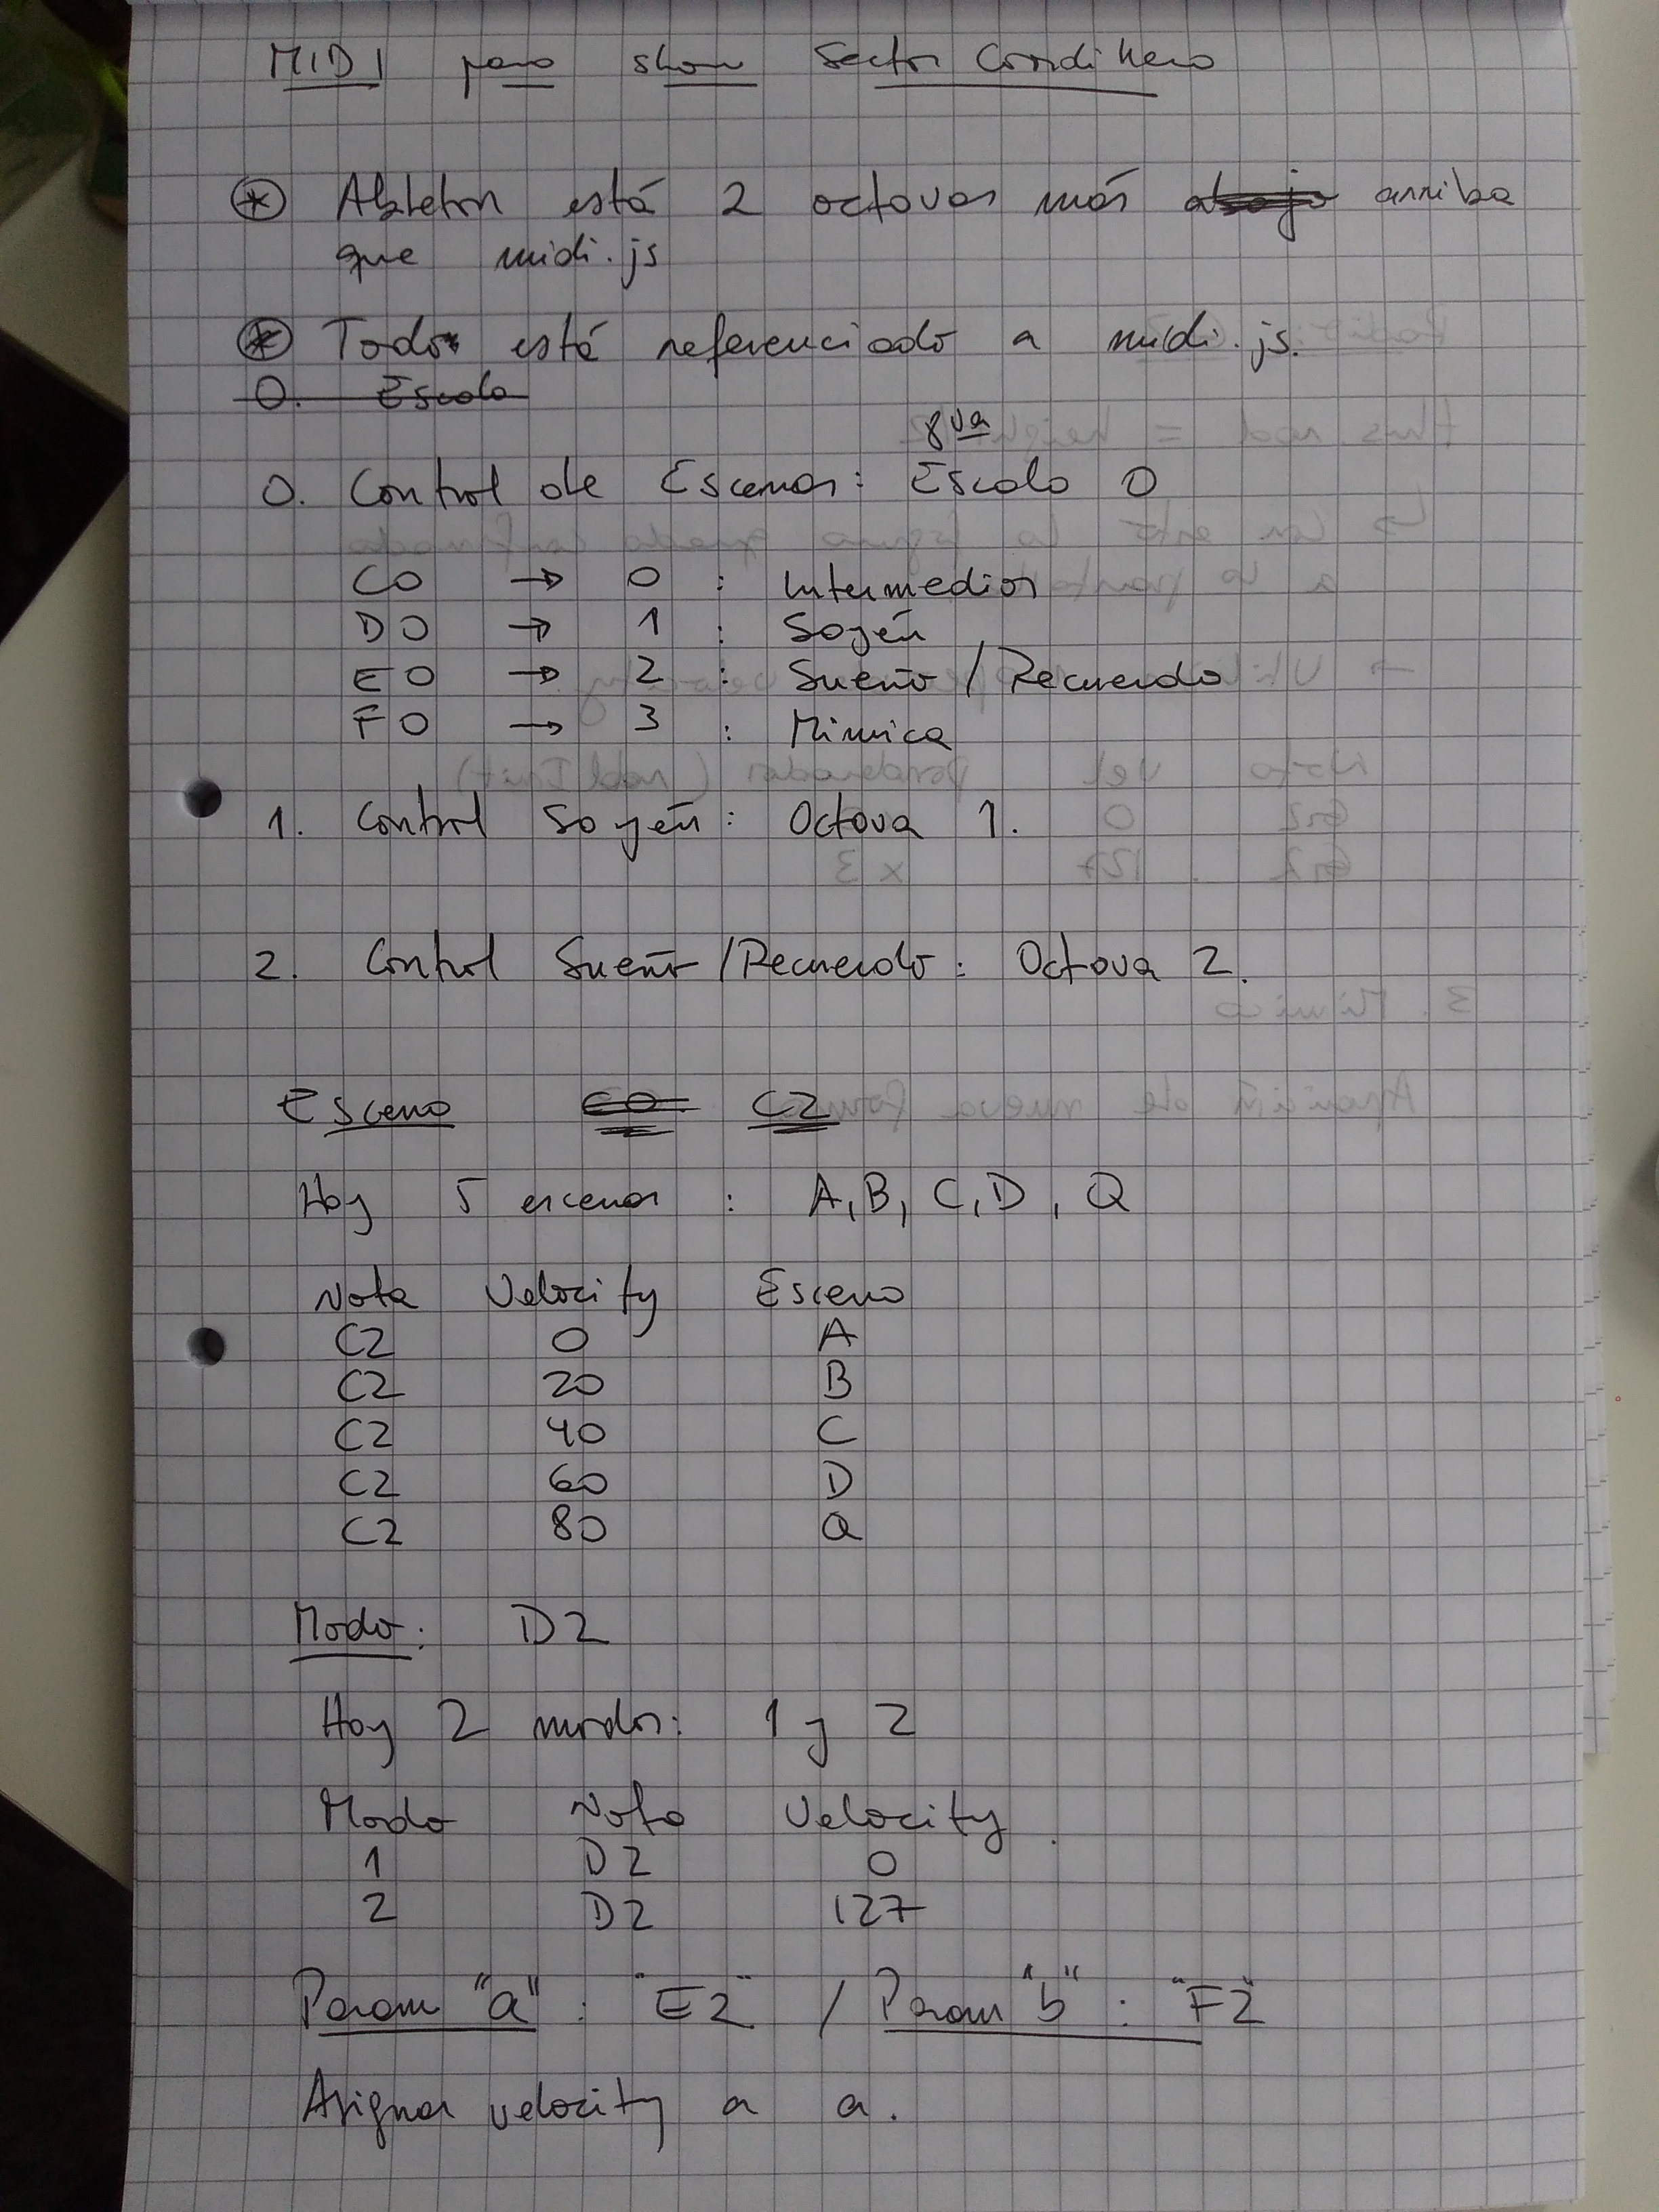 MIDI para show Sector Cordillera
* Ableton está 2 octavas más abajo arriba
que midi.js
* Todo está referenciado a midi.js.
0. Escala
8va
0. Control de Escenas: Escala 0
C0 → 0 : Intermedios
D0 → 1 : Soyén
E0 → 2 : Sueño / Recuerdo
F0 → 3 : Mimica
1. Control Soyén: Octava 1.
2. Control Sueño/Recuerdo: Octava 2.
Escena C0 C2
Hay 5 escenas : A, B, C, D, Q
Nota Velocity Escena
C2 0 A
C2 20 B
C2 40 C
C2 60 D
C2 80 Q
Modo: D2
Hay 2 modos: 1 y 2
Modo Nota Velocity
1 D2 0
2 D2 127
Param "a" : "E2" / Param "b" : "F2"
Asignar velocity a a.